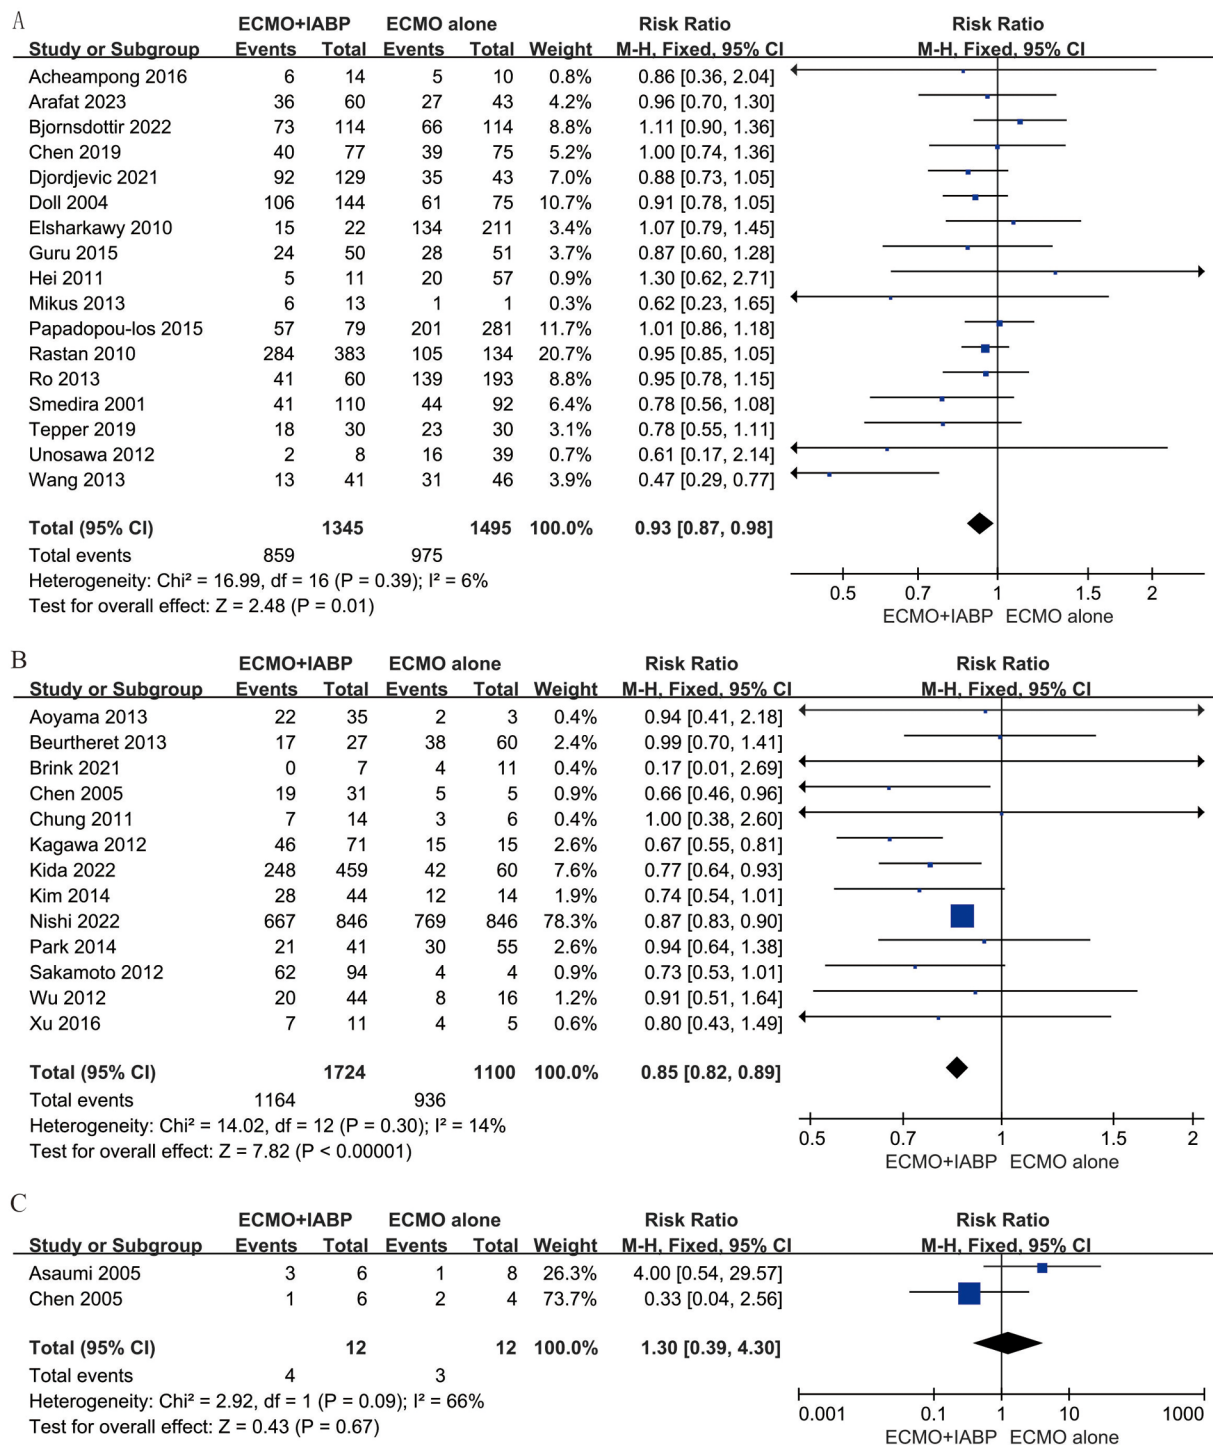 A
ECMO+IABP ECMO alone Risk Ratio Risk Ratio
Study or Subgroup Events Total Events Total Weight M-H, Fixed, 95% CI M-H, Fixed, 95% CI
Acheampong 2016 6 14 5 10 0.8% 0.86 [0.36, 2.04]
Arafat 2023 36 60 27 43 4.2% 0.96 [0.70, 1.30]
Bjornsdottir 2022 73 114 66 114 8.8% 1.11 [0.90, 1.36]
Chen 2019 40 77 39 75 5.2% 1.00 [0.74, 1.36]
Djordjevic 2021 92 129 35 43 7.0% 0.88 [0.73, 1.05]
Doll 2004 106 144 61 75 10.7% 0.91 [0.78, 1.05]
Elsharkawy 2010 15 22 134 211 3.4% 1.07 [0.79, 1.45]
Guru 2015 24 50 28 51 3.7% 0.87 [0.60, 1.28]
Hei 2011 5 11 20 57 0.9% 1.30 [0.62, 2.71]
Mikus 2013 6 13 1 1 0.3% 0.62 [0.23, 1.65]
Papadopou-los 2015 57 79 201 281 11.7% 1.01 [0.86, 1.18]
Rastan 2010 284 383 105 134 20.7% 0.95 [0.85, 1.05]
Ro 2013 41 60 139 193 8.8% 0.95 [0.78, 1.15]
Smedira 2001 41 110 44 92 6.4% 0.78 [0.56, 1.08]
Tepper 2019 18 30 23 30 3.1% 0.78 [0.55, 1.11]
Unosawa 2012 2 8 16 39 0.7% 0.61 [0.17, 2.14]
Wang 2013 13 41 31 46 3.9% 0.47 [0.29, 0.77]
Total (95% CI) 1345 1495 100.0% 0.93 [0.87, 0.98]
Total events 859 975
Heterogeneity: Chi² = 16.99, df = 16 (P = 0.39); I² = 6%
Test for overall effect: Z = 2.48 (P = 0.01)
0.5 0.7 1 1.5 2
ECMO+IABP ECMO alone
B
ECMO+IABP ECMO alone Risk Ratio Risk Ratio
Study or Subgroup Events Total Events Total Weight M-H, Fixed, 95% CI M-H, Fixed, 95% CI
Aoyama 2013 22 35 2 3 0.4% 0.94 [0.41, 2.18]
Beurtheret 2013 17 27 38 60 2.4% 0.99 [0.70, 1.41]
Brink 2021 0 7 4 11 0.4% 0.17 [0.01, 2.69]
Chen 2005 19 31 5 5 0.9% 0.66 [0.46, 0.96]
Chung 2011 7 14 3 6 0.4% 1.00 [0.38, 2.60]
Kagawa 2012 46 71 15 15 2.6% 0.67 [0.55, 0.81]
Kida 2022 248 459 42 60 7.6% 0.77 [0.64, 0.93]
Kim 2014 28 44 12 14 1.9% 0.74 [0.54, 1.01]
Nishi 2022 667 846 769 846 78.3% 0.87 [0.83, 0.90]
Park 2014 21 41 30 55 2.6% 0.94 [0.64, 1.38]
Sakamoto 2012 62 94 4 4 0.9% 0.73 [0.53, 1.01]
Wu 2012 20 44 8 16 1.2% 0.91 [0.51, 1.64]
Xu 2016 7 11 4 5 0.6% 0.80 [0.43, 1.49]
Total (95% CI) 1724 1100 100.0% 0.85 [0.82, 0.89]
Total events 1164 936
Heterogeneity: Chi² = 14.02, df = 12 (P = 0.30); I² = 14%
Test for overall effect: Z = 7.82 (P < 0.00001)
0.5 0.7 1 1.5 2
ECMO+IABP ECMO alone
C
ECMO+IABP ECMO alone Risk Ratio Risk Ratio
Study or Subgroup Events Total Events Total Weight M-H, Fixed, 95% CI M-H, Fixed, 95% CI
Asaumi 2005 3 6 1 8 26.3% 4.00 [0.54, 29.57]
Chen 2005 1 6 2 4 73.7% 0.33 [0.04, 2.56]
Total (95% CI) 12 12 100.0% 1.30 [0.39, 4.30]
Total events 4 3
Heterogeneity: Chi² = 2.92, df = 1 (P = 0.09); I² = 66%
Test for overall effect: Z = 0.43 (P = 0.67)
0.001 0.1 1 10 1000
ECMO+IABP ECMO alone